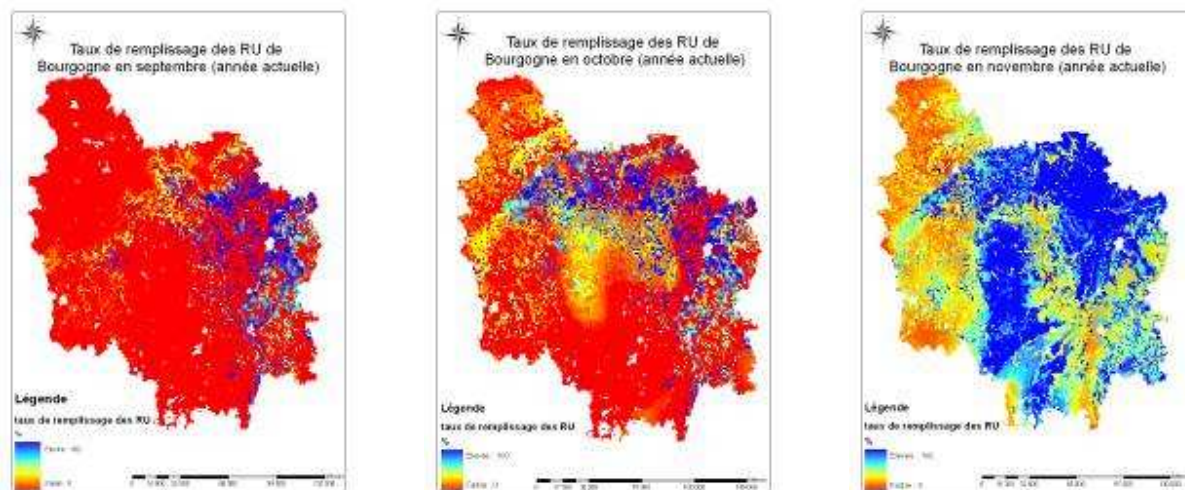 Taux de remplissage des RU de
Bourgogne en septembre (année actuelle)
Légende
taux de remplissage des RU
%
Taux de remplissage des RU de
Bourgogne en octobre (année actuelle)
Légende
taux de remplissage des RU
%
Taux de remplissage des RU de
Bourgogne en novembre (année actuelle)
Légende
taux de remplissage des RU
%